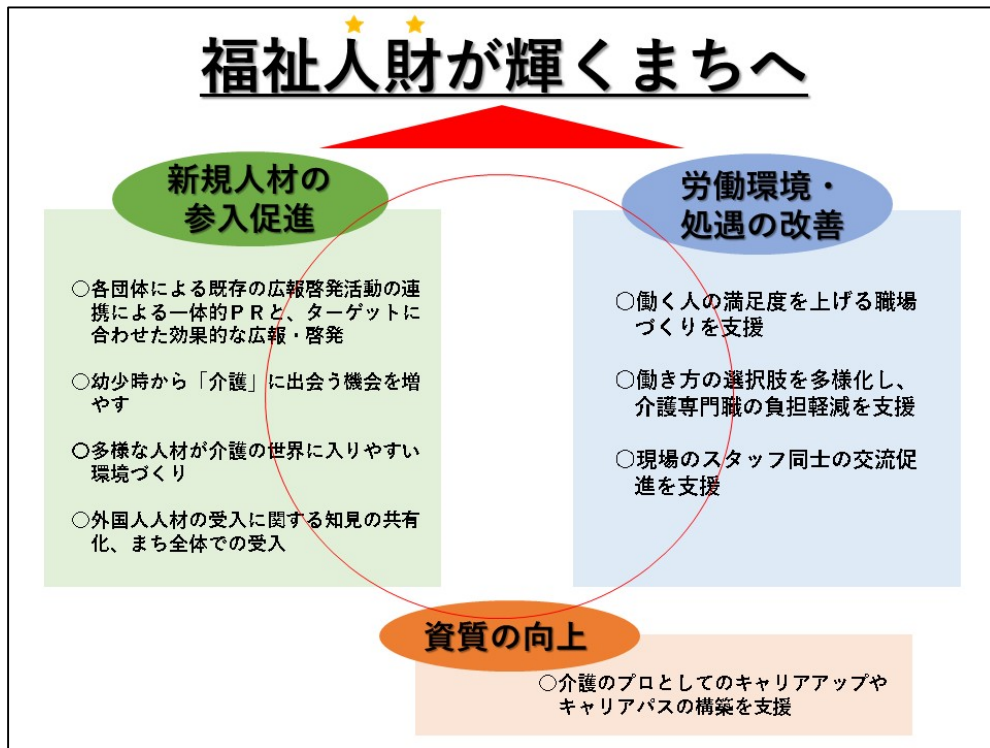 福祉人財が輝くまちへ
新規人材の
参入促進
○各団体による既存の広報啓発活動の連
携による一体的ＰＲと、ターゲットに
合わせた効果的な広報・啓発
○幼少時から「介護」に出会う機会を増
やす
○多様な人材が介護の世界に入りやすい
環境づくり
○外国人人材の受入に関する知見の共有
化、まち全体での受入
労働環境・
処遇の改善
○働く人の満足度を上げる職場
づくりを支援
○働き方の選択肢を多様化し、
介護専門職の負担軽減を支援
○現場のスタッフ同士の交流促
進を支援
資質の向上
○介護のプロとしてのキャリアアップや
キャリアパスの構築を支援